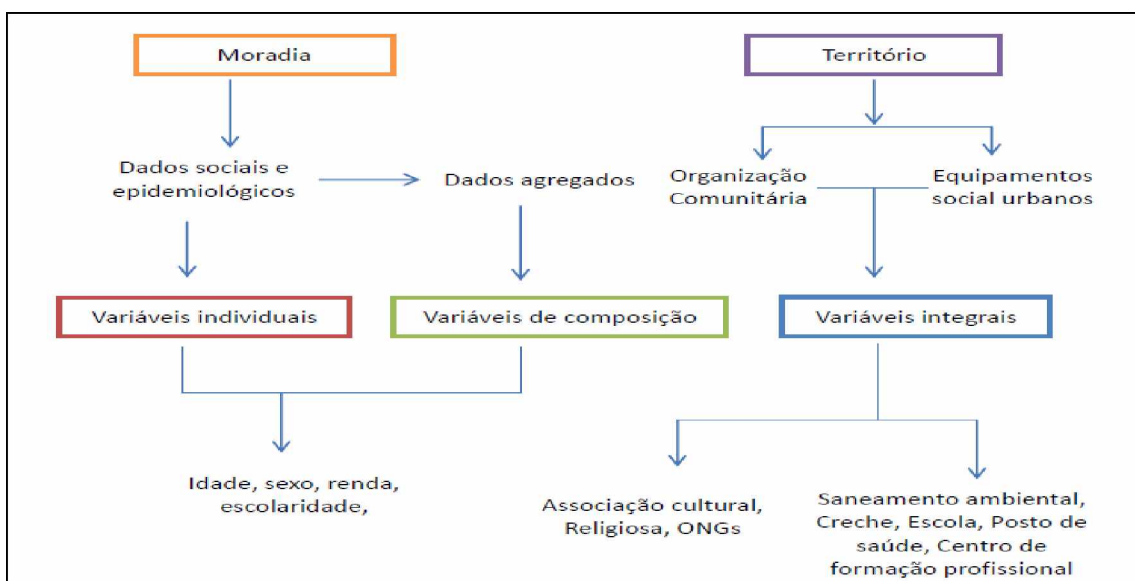 Moradia
Território
Dados sociais e
epidemiológicos
Dados agregados
Organização
Comunitária
Equipamentos
social urbanos
Variáveis individuais
Variáveis de composição
Variáveis integrais
Idade, sexo, renda,
escolaridade,
Associação cultural,
Religiosa, ONGs
Saneamento ambiental,
Creche, Escola, Posto de
saúde, Centro de
formação profissional